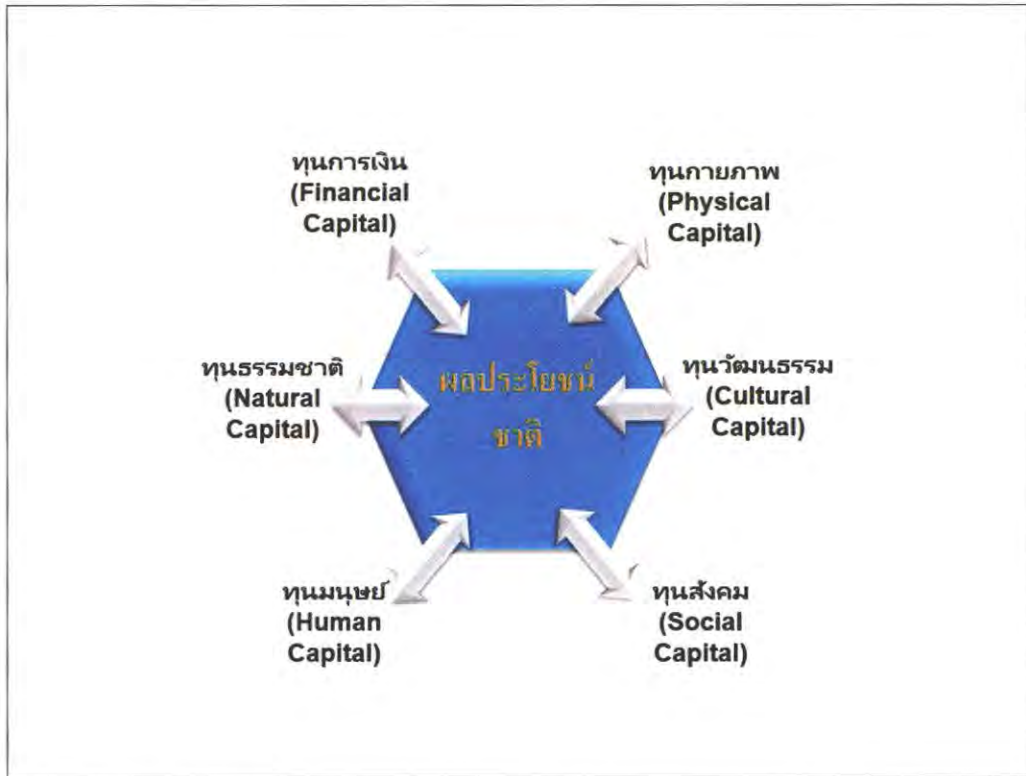 ทุนการเงิน
(Financial
Capital)
ทุนกายภาพ
(Physical
Capital)
ทุนธรรมชาติ
(Natural
Capital)
ผลประโยชน์
ชาติ
ทุนวัฒนธรรม
(Cultural
Capital)
ทุนมนุษย์
(Human
Capital)
ทุนสังคม
(Social
Capital)